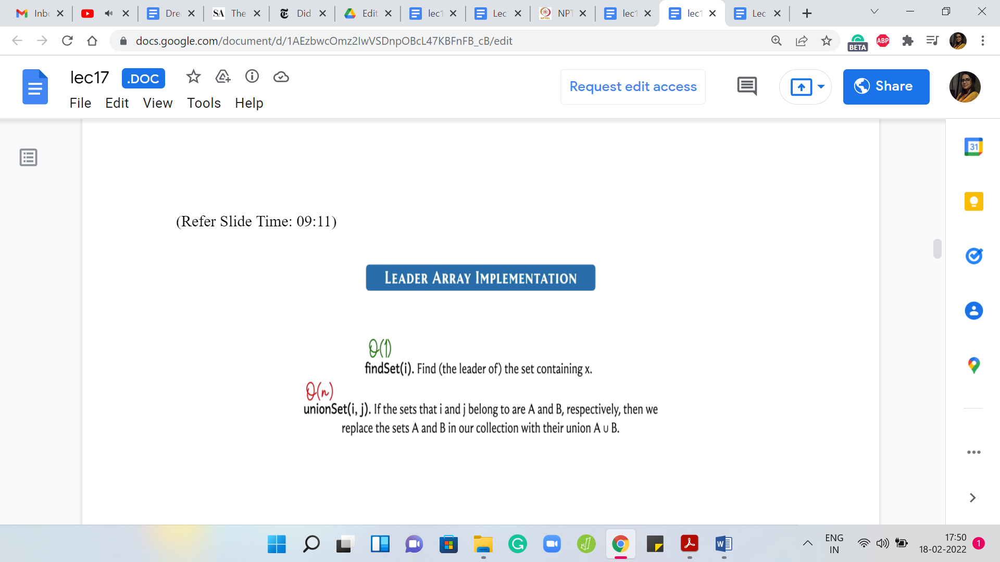 Inbo
Dre
SA The
Did
Edit
lec1
Lec
NPT
lec1
lec1
Lec
docs.google.com/document/d/1AEzbwcOmz2IwVSDnpOBcL47KBFnFB_cB/edit
BETA
ABP
lec17
.DOC
File Edit View Tools Help
Request edit access
Share
31
(Refer Slide Time: 09:11)
LEADER ARRAY IMPLEMENTATION
Θ(1)
findSet(i). Find (the leader of) the set containing x.
Θ(n)
unionSet(i, j). If the sets that i and j belong to are A and B, respectively, then we
replace the sets A and B in our collection with their union A ∪ B.
ENG
IN
17:50
18-02-2022
1